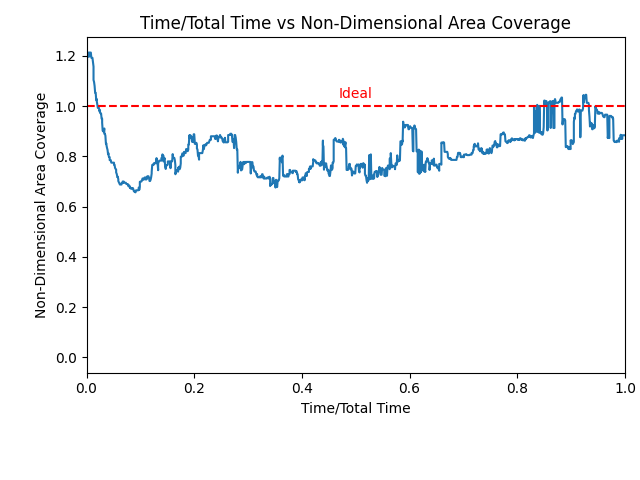 Time/Total Time vs Non-Dimensional Area Coverage
Non-Dimensional Area Coverage
1.2
1.0
0.8
0.6
0.4
0.2
0.0
Ideal
0.0 0.2 0.4 0.6 0.8 1.0
Time/Total Time